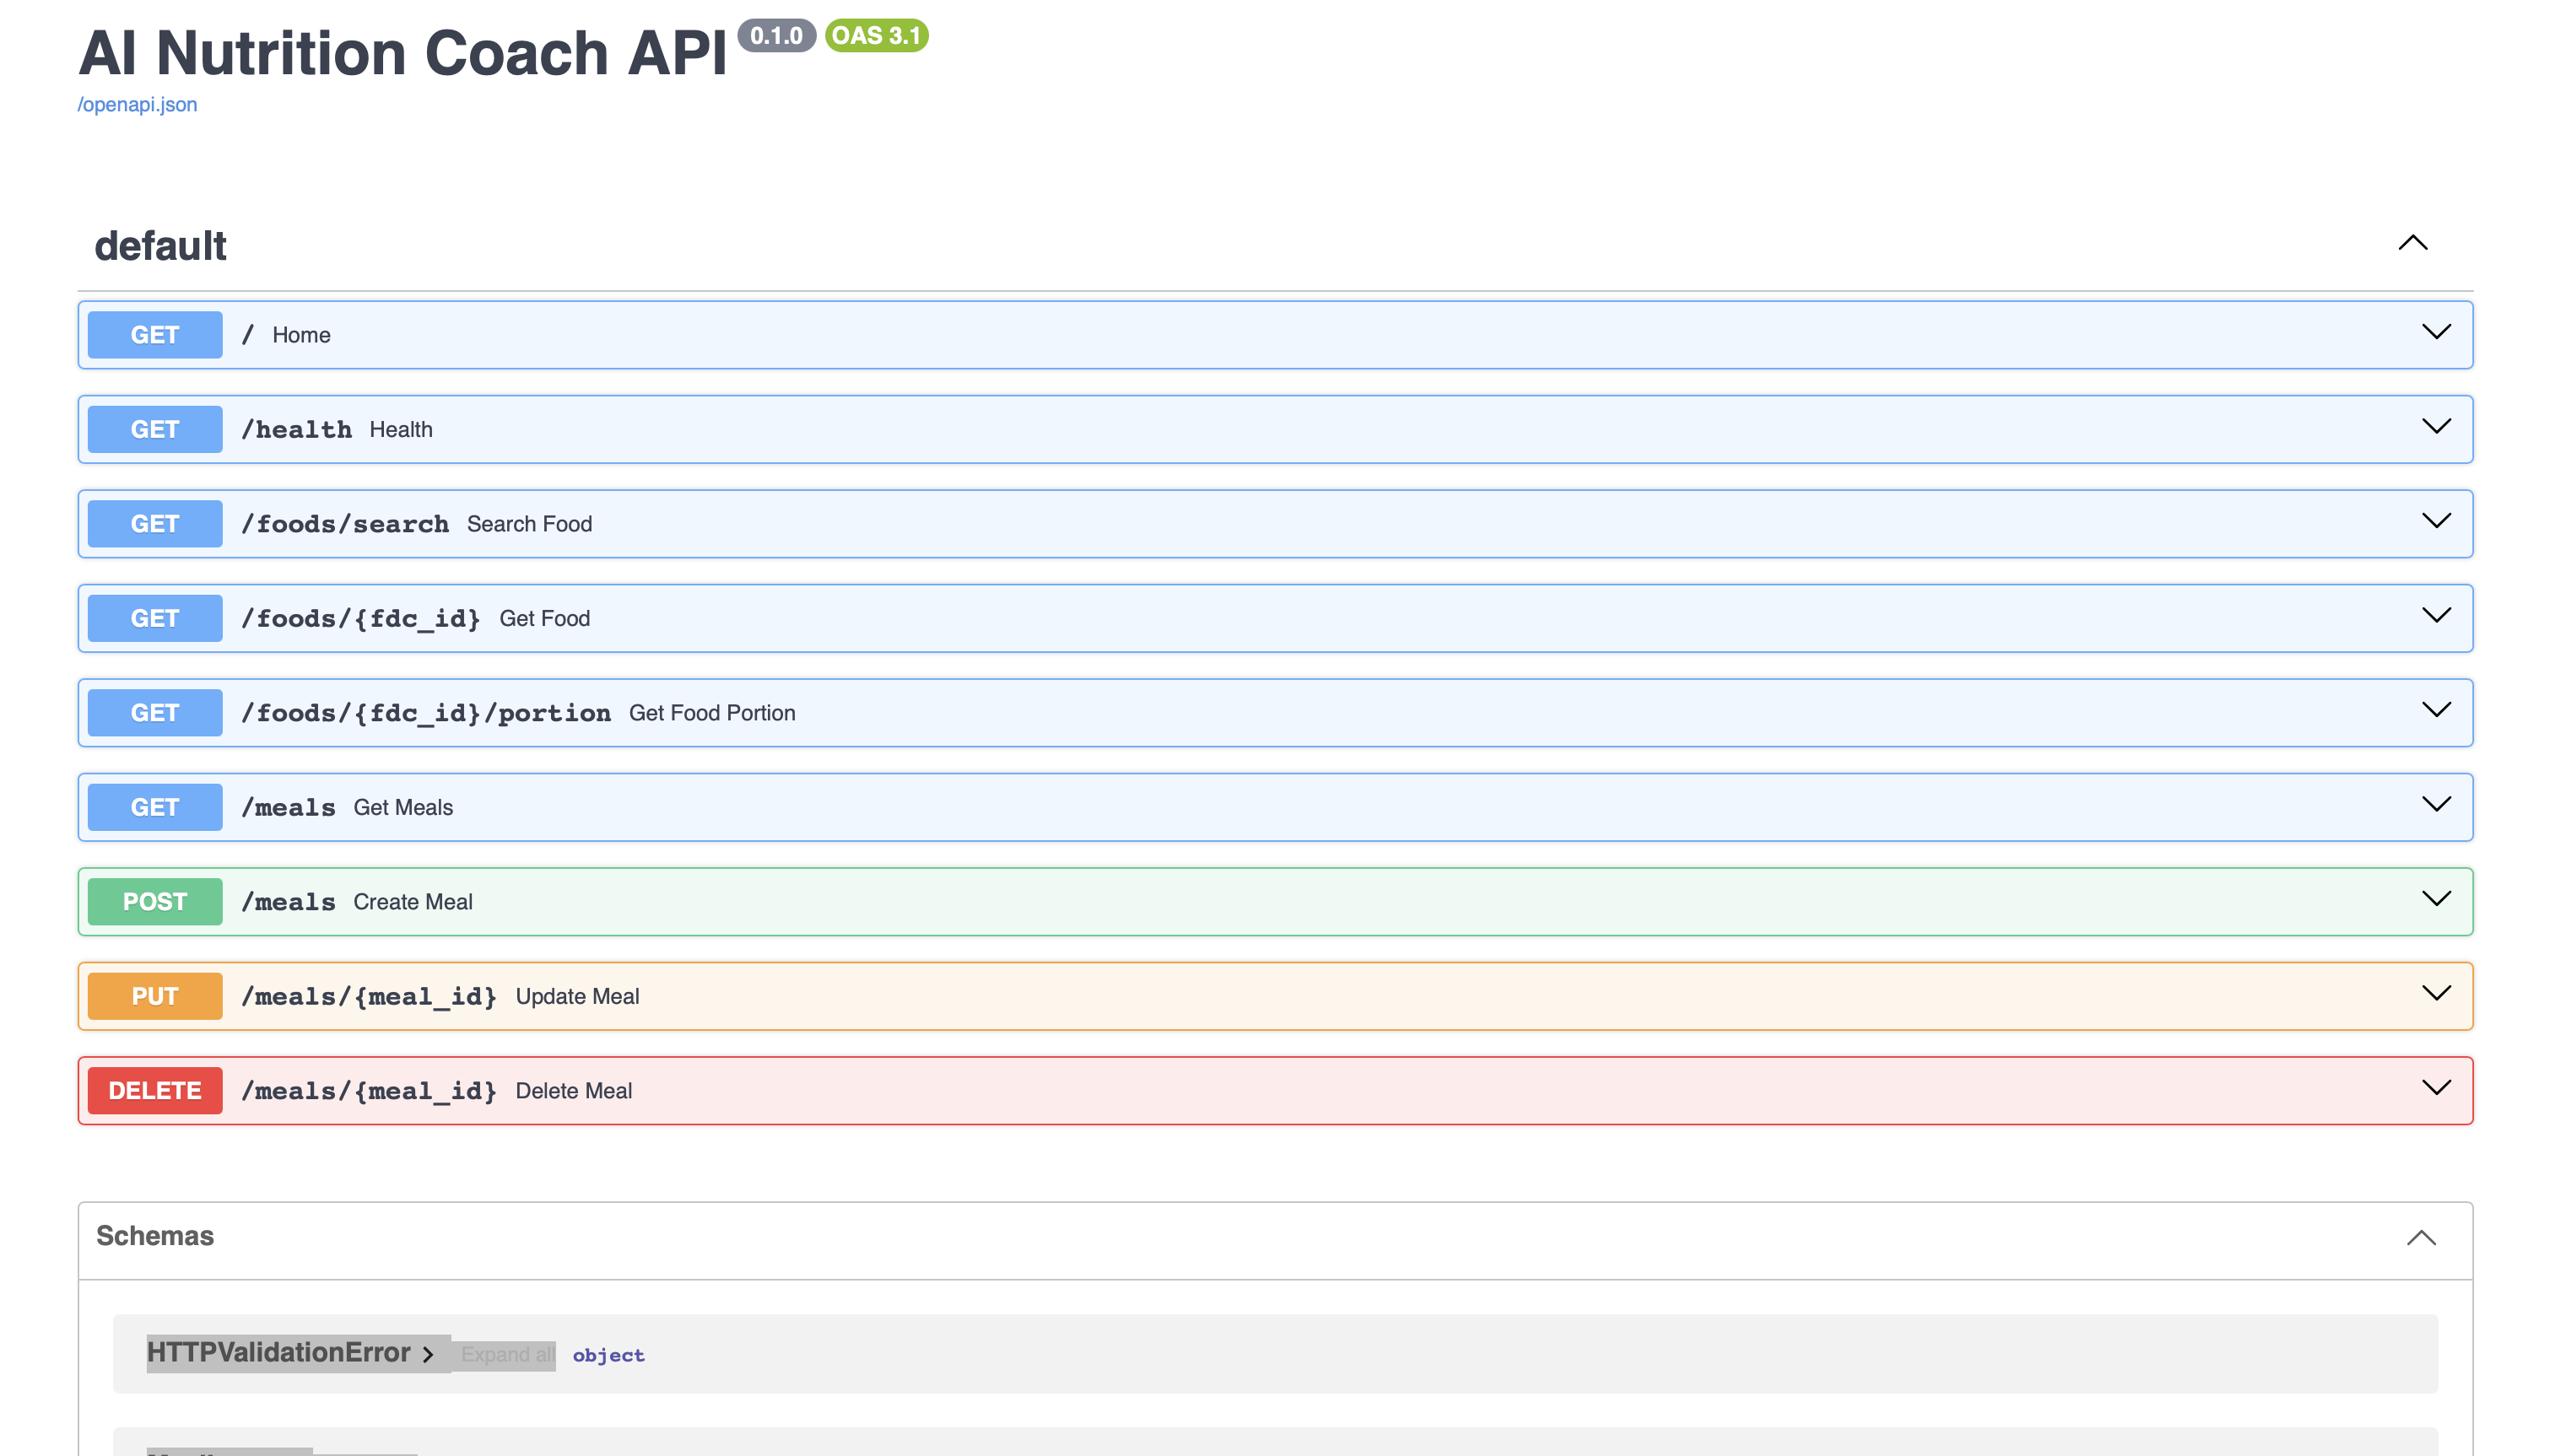 AI Nutrition Coach API 0.1.0 OAS 3.1
/openapi.json
default
GET / Home
GET /health Health
GET /foods/search Search Food
GET /foods/{fdc_id} Get Food
GET /foods/{fdc_id}/portion Get Food Portion
GET /meals Get Meals
POST /meals Create Meal
PUT /meals/{meal_id} Update Meal
DELETE /meals/{meal_id} Delete Meal
Schemas
HTTPValidationError Expand all object